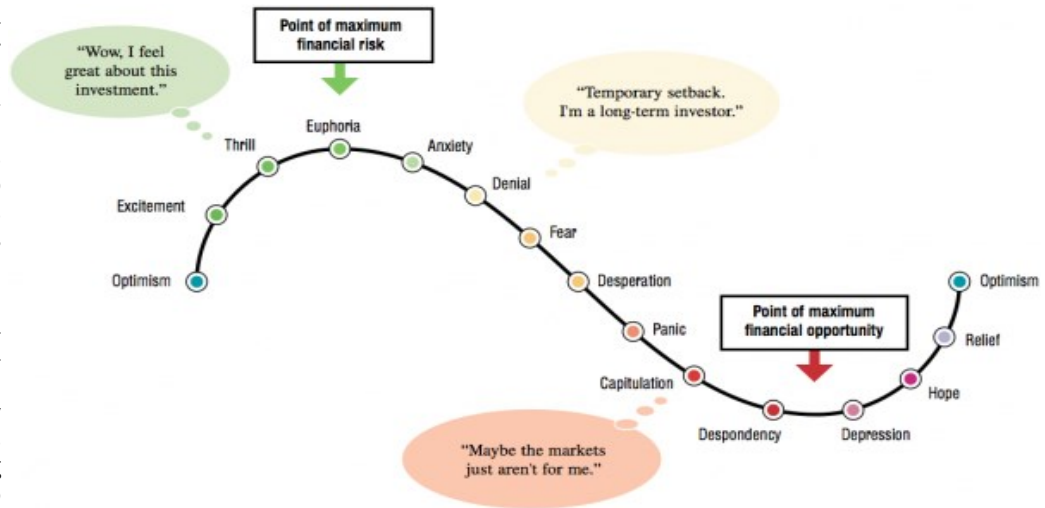 Point of maximum
financial risk
“Wow, I feel
great about this
investment.”
“Temporary setback.
I'm a long-term investor.”
Euphoria
Thrill
Anxiety
Denial
Excitement
Fear
Optimism
Desperation
Optimism
Point of maximum
financial opportunity
Panic
Relief
Capitulation
Hope
Despondency
Depression
“Maybe the markets
just aren't for me.”